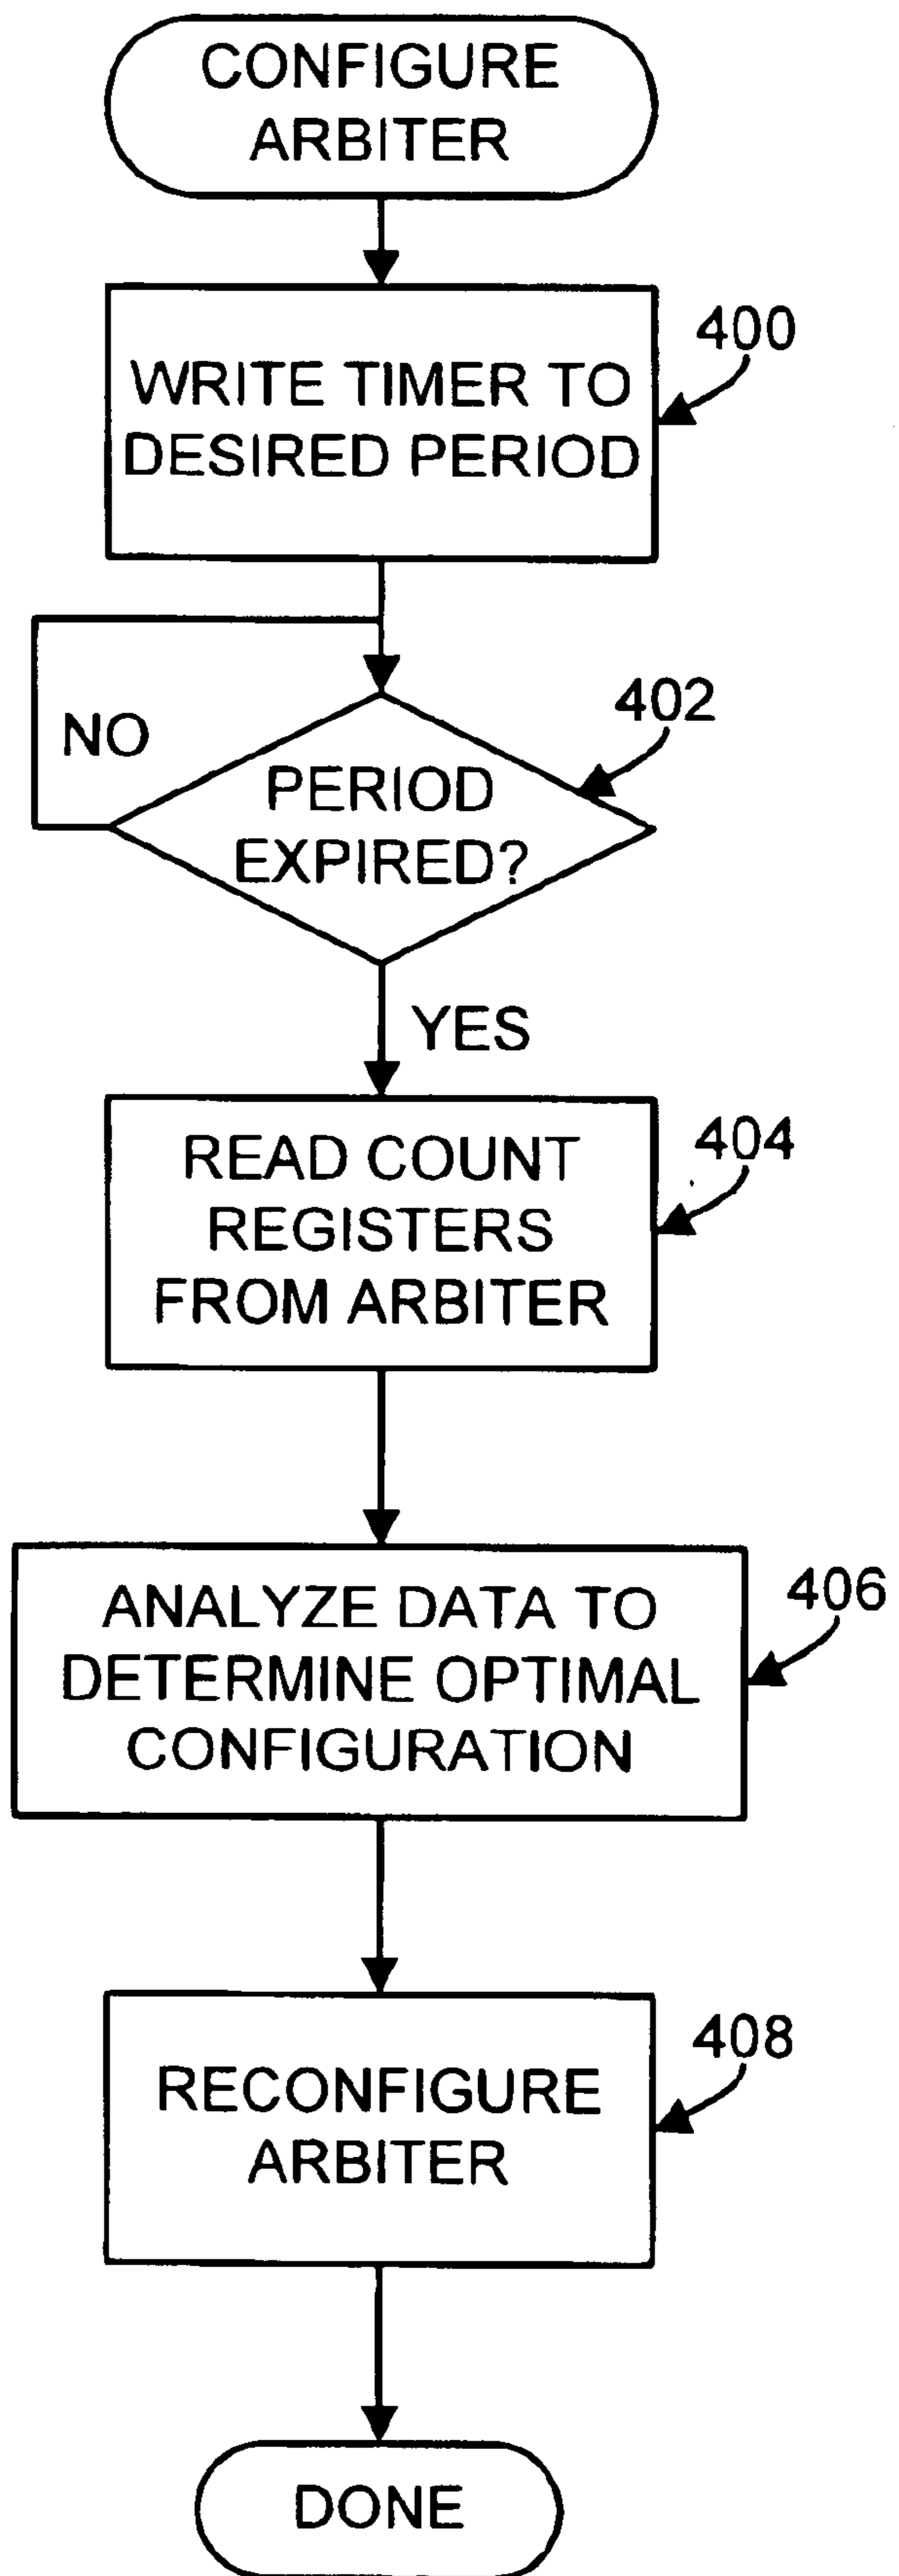 CONFIGURE
ARBITER
400
WRITE TIMER TO
DESIRED PERIOD
402
NO
PERIOD
EXPIRED?
YES
404
READ COUNT
REGISTERS
FROM ARBITER
406
ANALYZE DATA TO
DETERMINE OPTIMAL
CONFIGURATION
408
RECONFIGURE
ARBITER
DONE